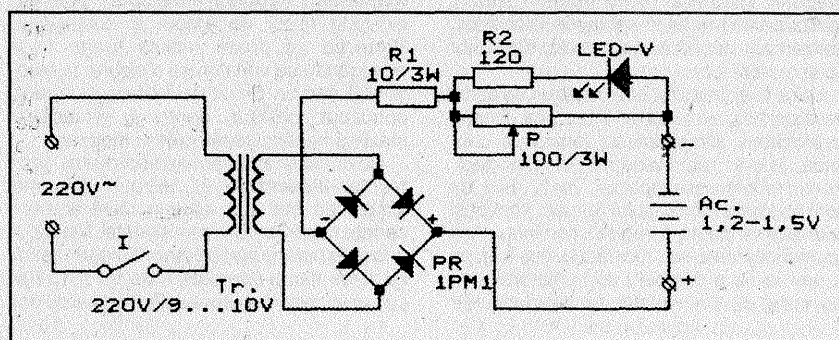 R1
10/3W
R2
120
LED-V
P
100/3W
-
220V~
I
Tr.
220V/9...10V
-
+
PR
1PM1
Ac.
1,2-1,5V
+